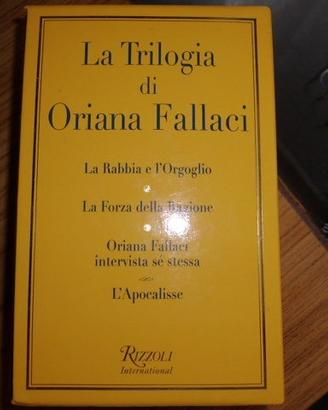 La Trilogia
di
Oriana Fallaci
La Rabbia e l'Orgoglio
La Forza della Ragione
Oriana Fallaci
intervista sé stessa
L'Apocalisse
RIZZOLI
International